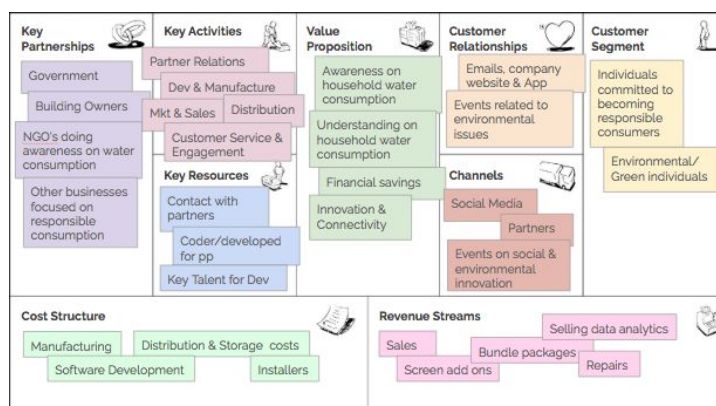 Key
Partnerships
Government
Building Owners
NGO's doing
awareness on water
consumption
Other businesses
focused on
responsible
consumption
Key Activities
Partner Relations
Dev & Manufacture
Mkt & Sales
Distribution
Customer Service &
Engagement
Key Resources
Contact with
partners
Coder/developed
for pp
Key Talent for Dev
Value
Proposition
Awareness on
household water
consumption
Understanding on
household water
consumption
Financial savings
Innovation &
Connectivity
Customer
Relationships
Emails, company
website & App
Events related to
environmental
issues
Channels
Social Media
Partners
Events on social &
environmental
innovation
Customer
Segment
Individuals
committed to
becoming
responsible
consumers
Environmental/
Green individuals
Cost Structure
Manufacturing
Distribution & Storage costs
Software Development
Installers
Revenue Streams
Selling data analytics
Sales
Bundle packages
Screen add ons
Repairs